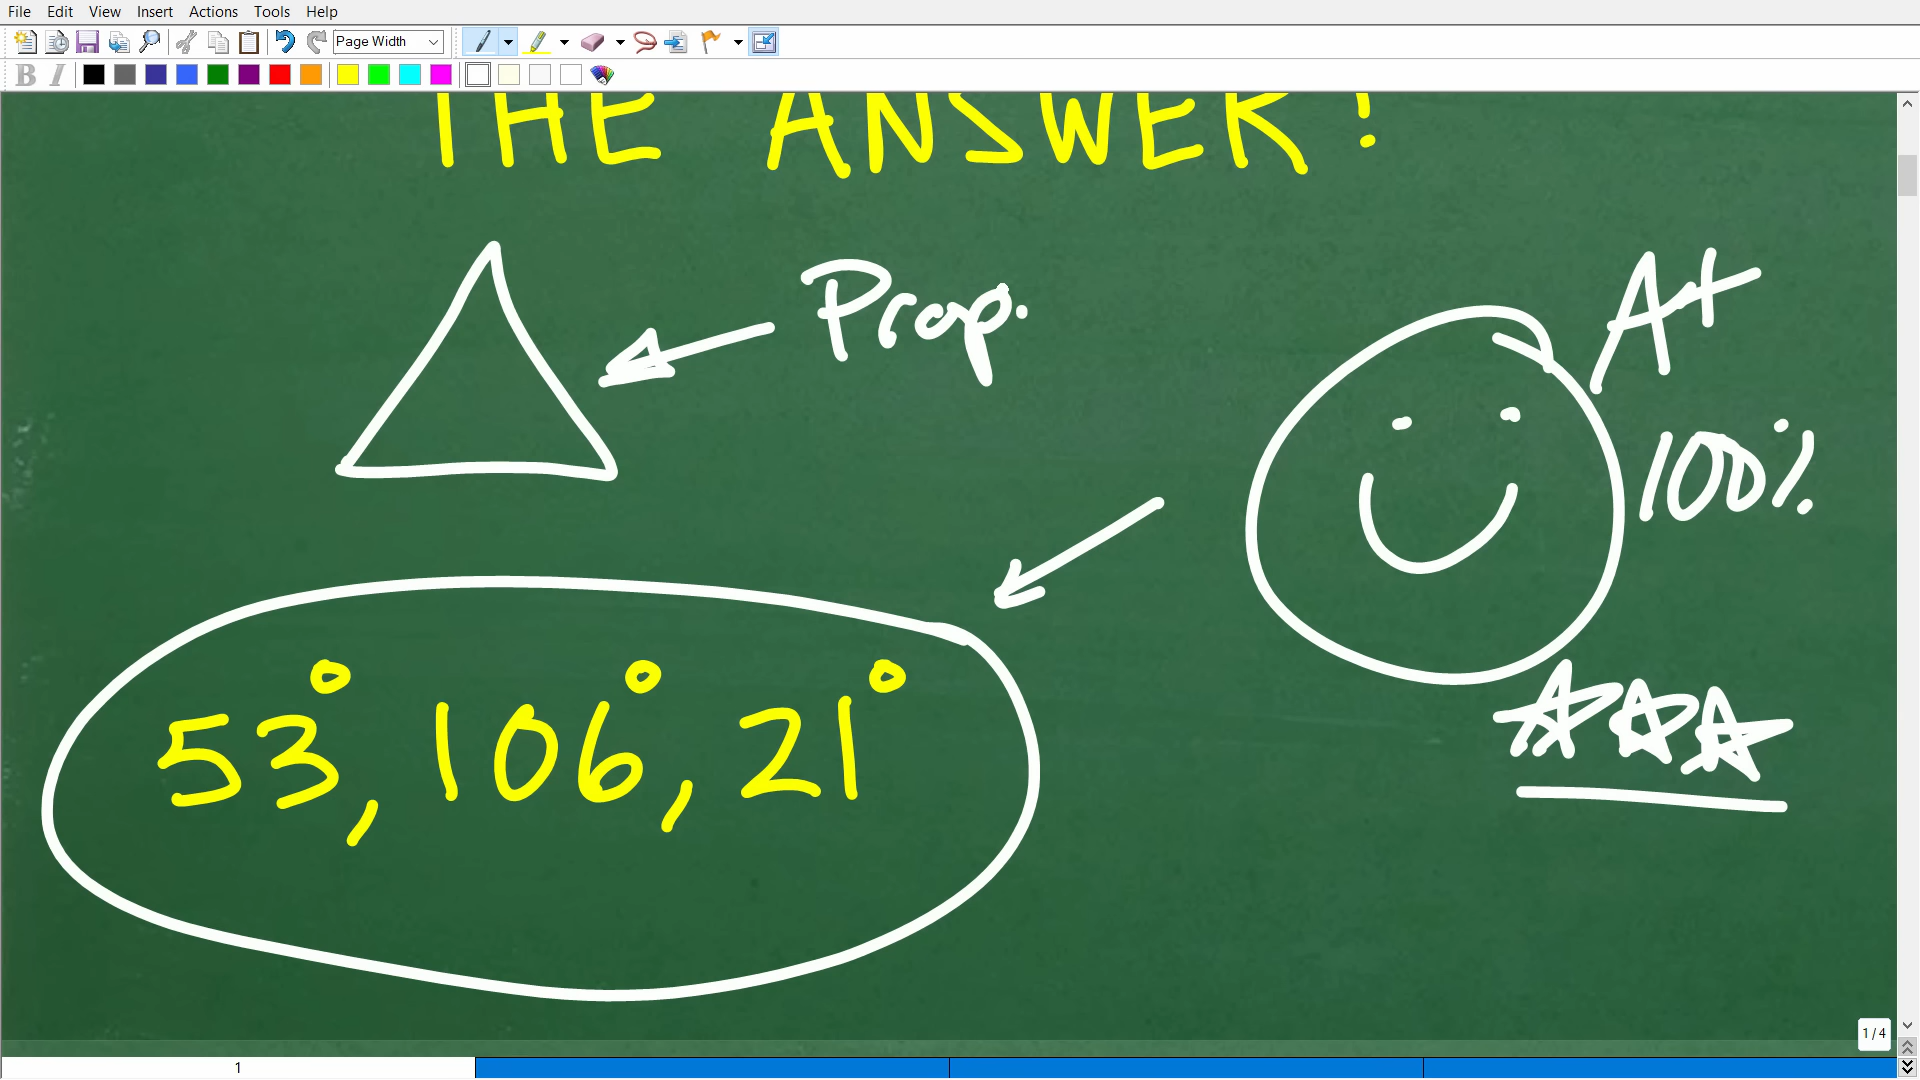 File Edit View Insert Actions Tools Help
Page Width
B I
THE ANSWER!
Prop.
A+
100%
53°, 106°, 21°
1 / 4
1